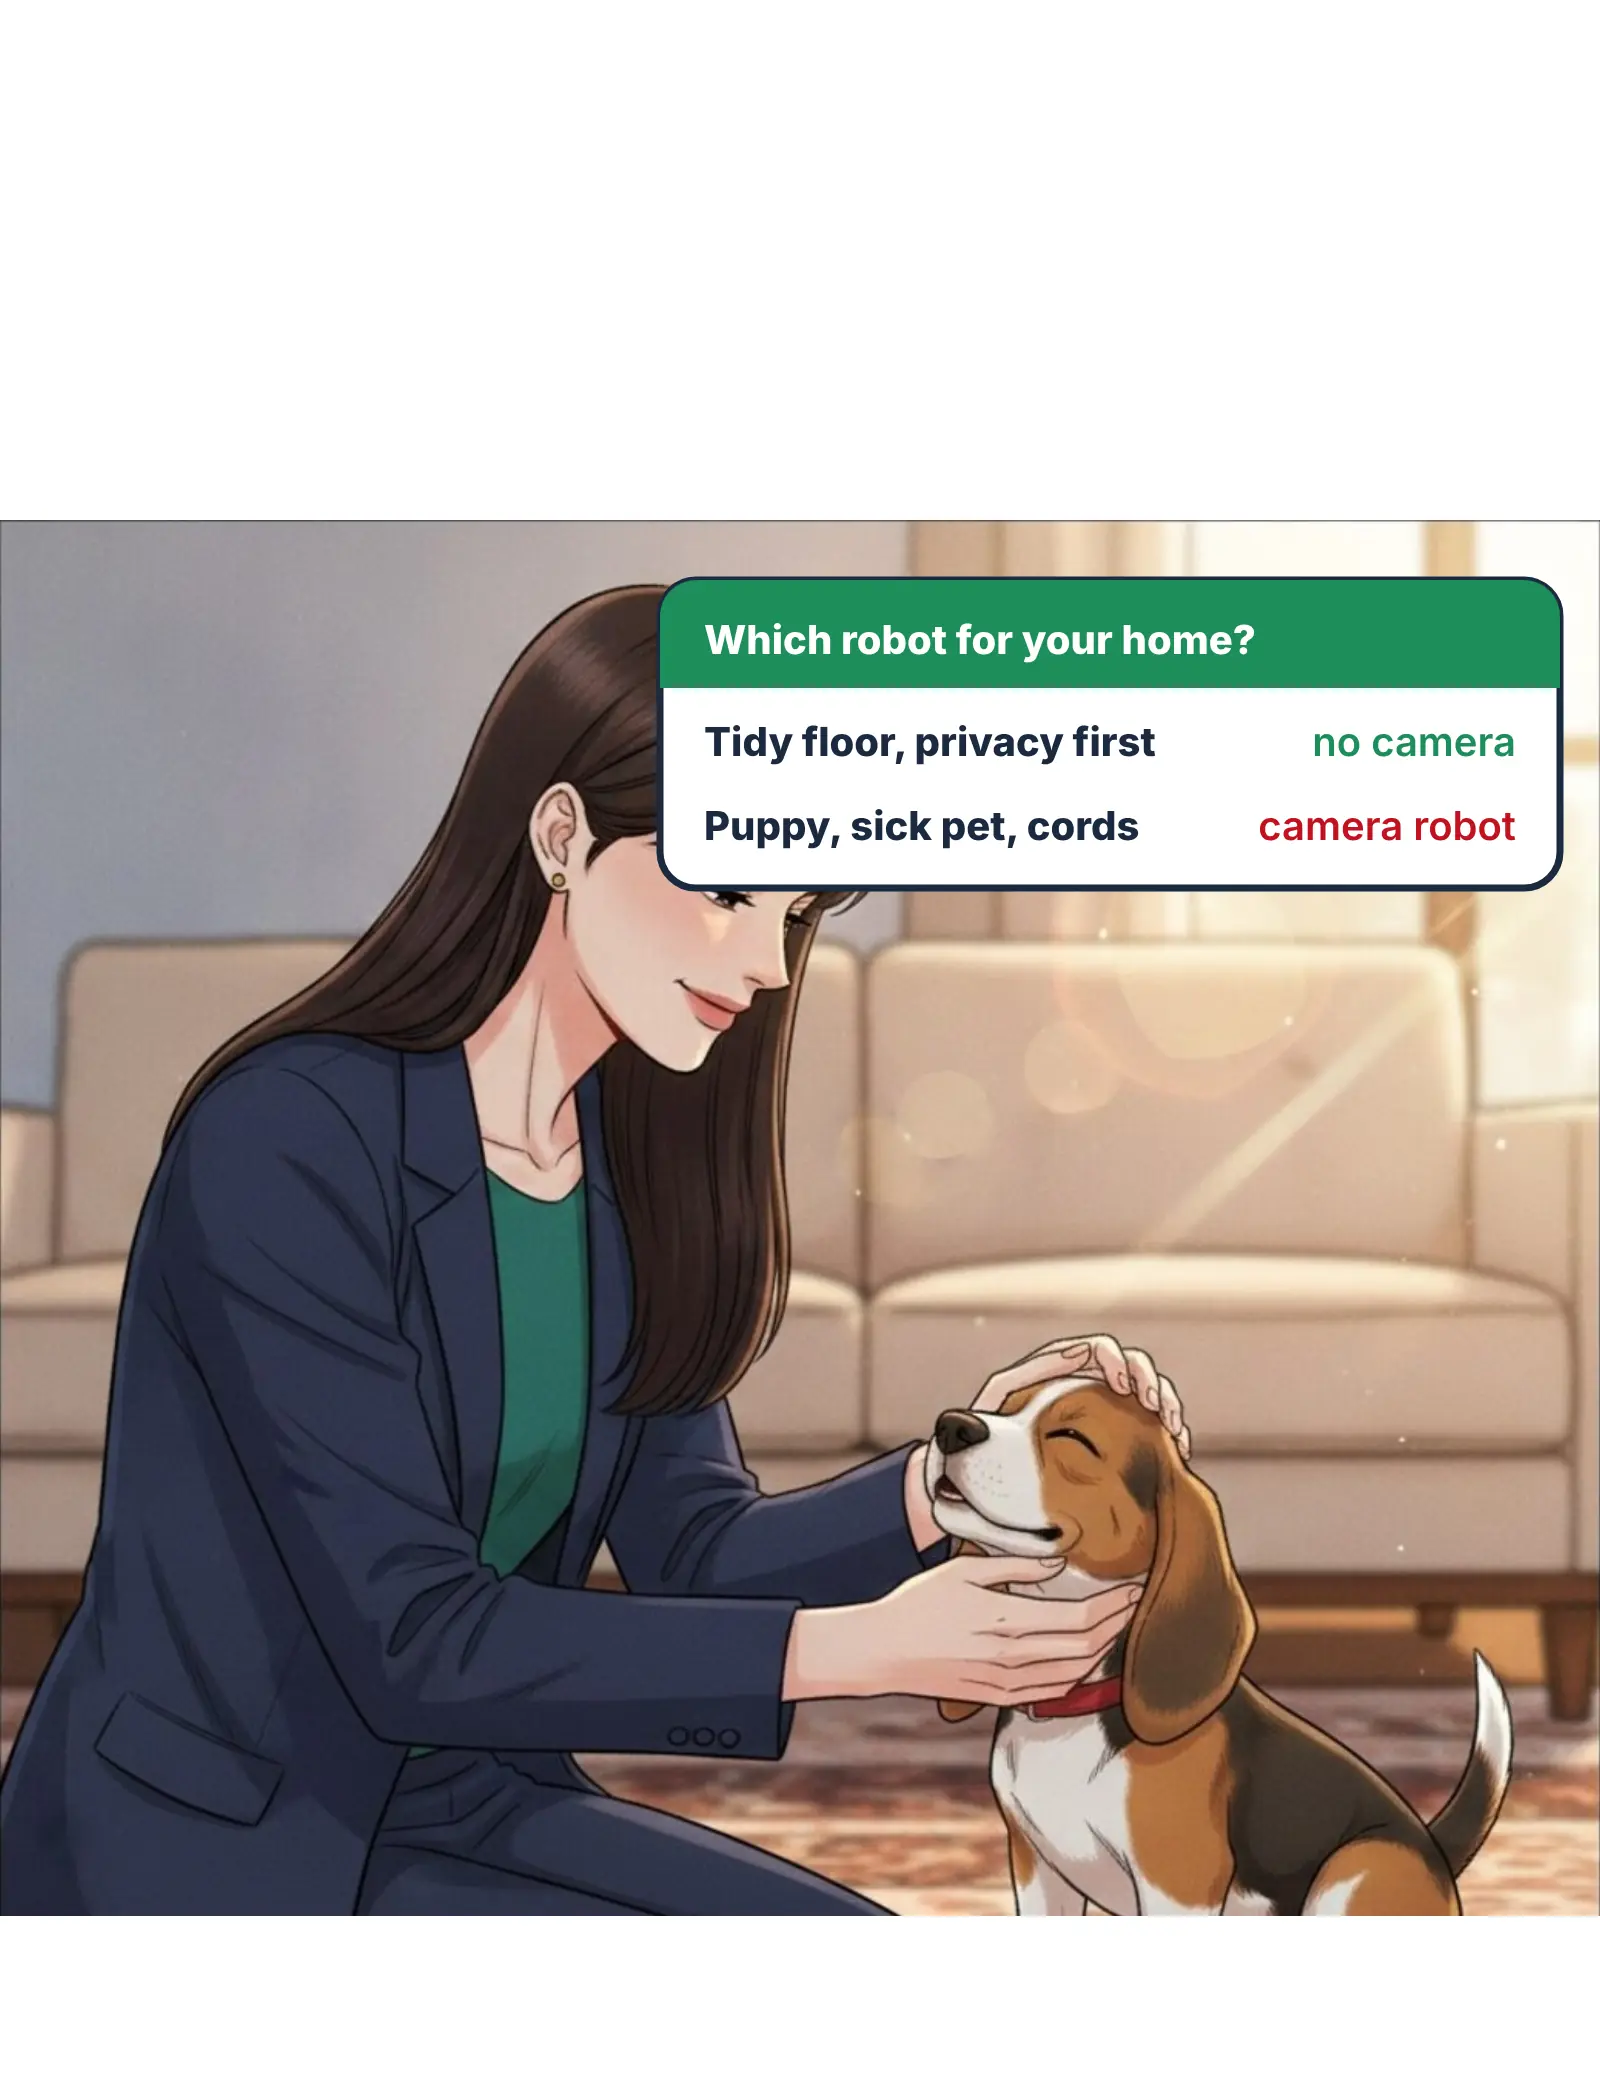 Which robot for your home?
Tidy floor, privacy first no camera
Puppy, sick pet, cords camera robot